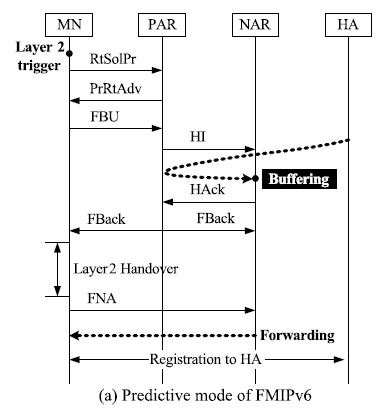 MN PAR NAR HA
Layer 2
trigger
RtSolPr
PrRtAdv
FBU
HI
Buffering
HAck
FBack FBack
Layer2 Handover
FNA
Forwarding
Registration to HA
(a) Predictive mode of FMIPv6